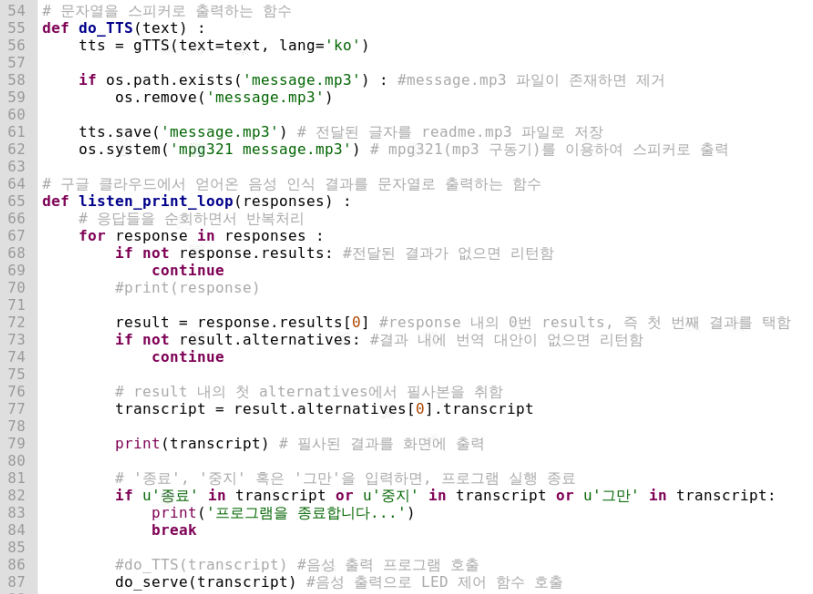 54 # 문자열을 스피커로 출력하는 함수
55 def do_TTS(text) :
56     tts = gTTS(text=text, lang='ko')
57
58     if os.path.exists('message.mp3') : #message.mp3 파일이 존재하면 제거
59         os.remove('message.mp3')
60
61     tts.save('message.mp3') # 전달된 글자를 readme.mp3 파일로 저장
62     os.system('mpg321 message.mp3') # mpg321(mp3 구동기)를 이용하여 스피커로 출력
63
64 # 구글 클라우드에서 얻어온 음성 인식 결과를 문자열로 출력하는 함수
65 def listen_print_loop(responses) :
66     # 응답들을 순회하면서 반복처리
67     for response in responses :
68         if not response.results: #전달된 결과가 없으면 리턴함
69             continue
70         #print(response)
71
72         result = response.results[0] #response 내의 0번 results, 즉 첫 번째 결과를 택함
73         if not result.alternatives: #결과 내에 번역 대안이 없으면 리턴함
74             continue
75
76         # result 내의 첫 alternatives에서 필사본을 취함
77         transcript = result.alternatives[0].transcript
78
79         print(transcript) # 필사된 결과를 화면에 출력
80
81         # '종료', '중지' 혹은 '그만'을 입력하면, 프로그램 실행 종료
82         if u'종료' in transcript or u'중지' in transcript or u'그만' in transcript:
83             print('프로그램을 종료합니다...')
84             break
85
86         #do_TTS(transcript) #음성 출력 프로그램 호출
87         do_serve(transcript) #음성 출력으로 LED 제어 함수 호출